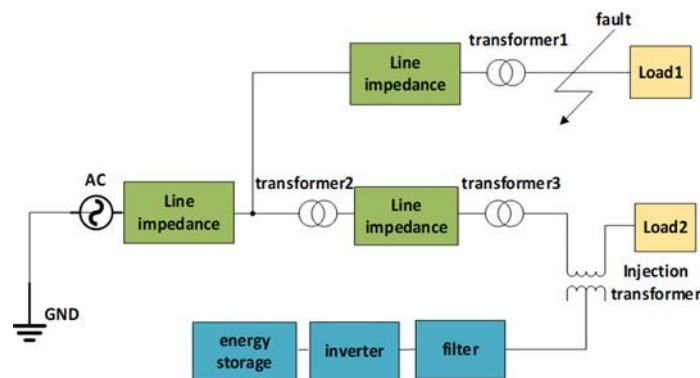 fault
transformer1
Line
impedance
Load1
AC
Line
impedance
transformer2
Line
impedance
transformer3
Load2
Injection
transformer
GND
energy
storage
inverter
filter